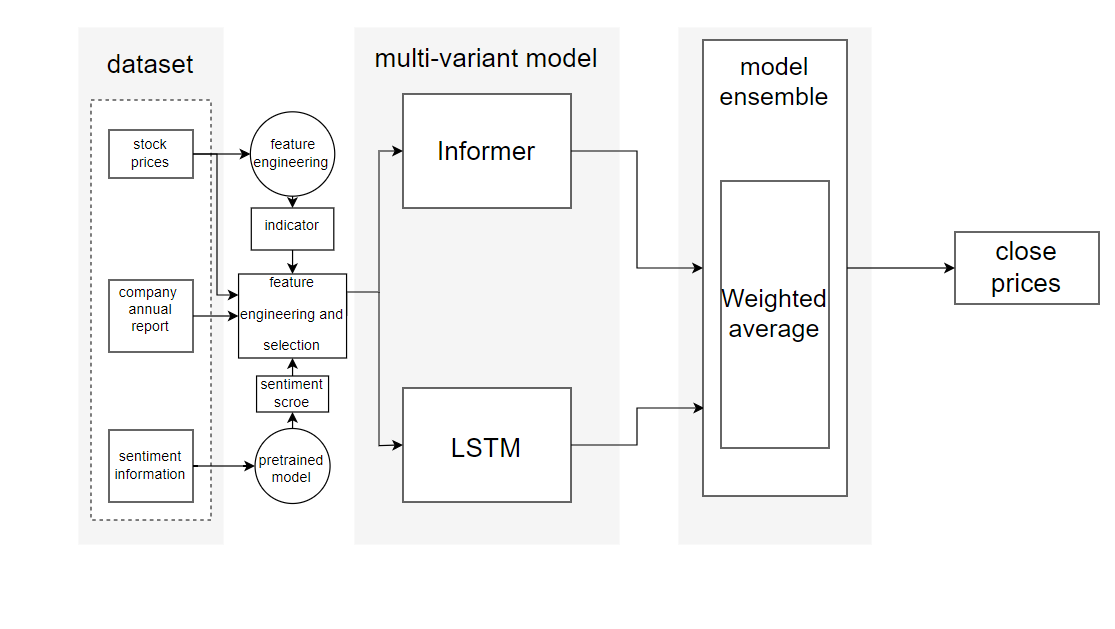 dataset
stock
prices
company
annual
report
sentiment
information
feature
engineering
indicator
feature
engineering and
selection
sentiment
scroe
pretrained
model
multi-variant model
Informer
LSTM
model
ensemble
Weighted
average
close
prices